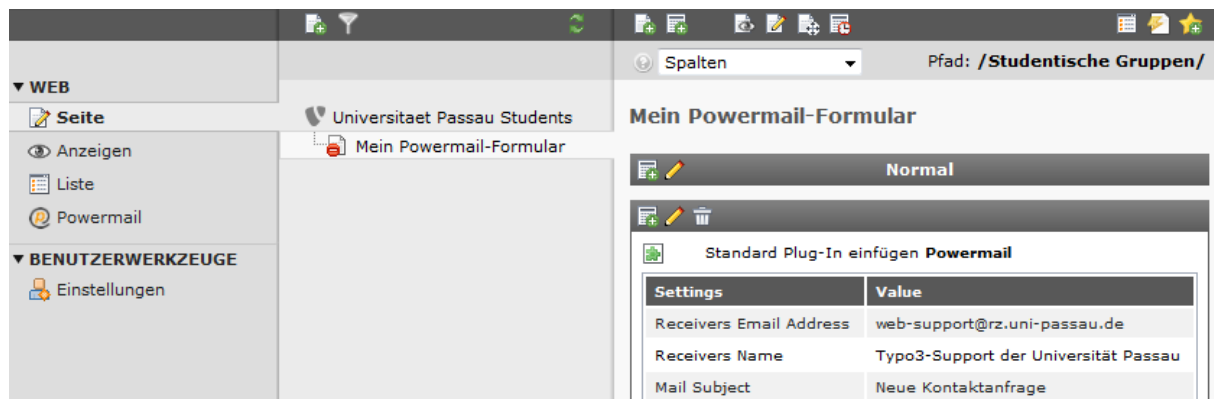 Spalten
Pfad: /Studentische Gruppen/
WEB
Seite
Anzeigen
Liste
Powermail
BENUTZERWERKZEUGE
Einstellungen
Universitaet Passau Students
Mein Powermail-Formular
Mein Powermail-Formular
Normal
Standard Plug-In einfügen Powermail
Settings Value
Receivers Email Address web-support@rz.uni-passau.de
Receivers Name Typo3-Support der Universität Passau
Mail Subject Neue Kontaktanfrage